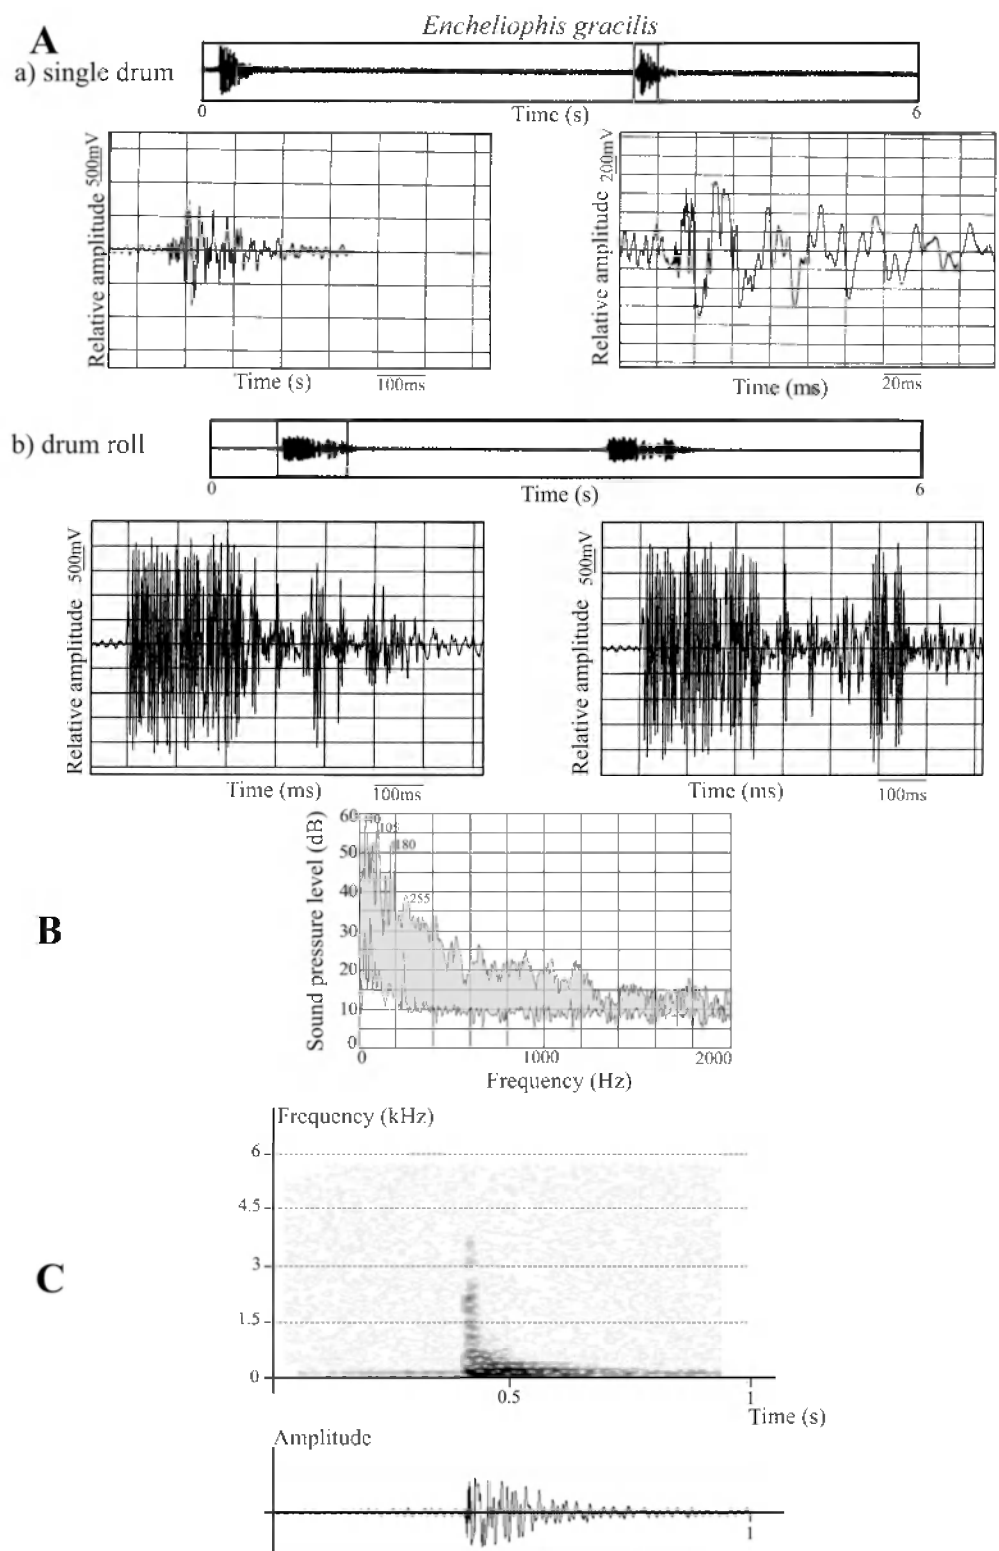 Encheliophis gracilis
A
a) single drum
0
Time (s)
6
Relative amplitude 500mV
Time (s)
100ms
Relative amplitude 200mV
Time (ms)
20ms
b) drum roll
0
Time (s)
6
Relative amplitude 500mV
Time (ms)
100ms
Relative amplitude 500mV
Time (ms)
100ms
B
Sound pressure level (dB)
60
50
40
30
20
10
0
105
180
255
0
1000
2000
Frequency (Hz)
C
Frequency (kHz)
6
4.5
3
1.5
0
0.5
1
Time (s)
Amplitude
1